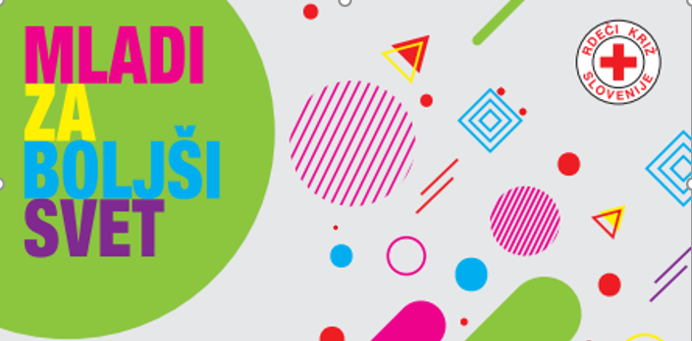 MLADI
ZA
BOLJŠI
SVET
RDEČI KRIŽ
SLOVENIJE